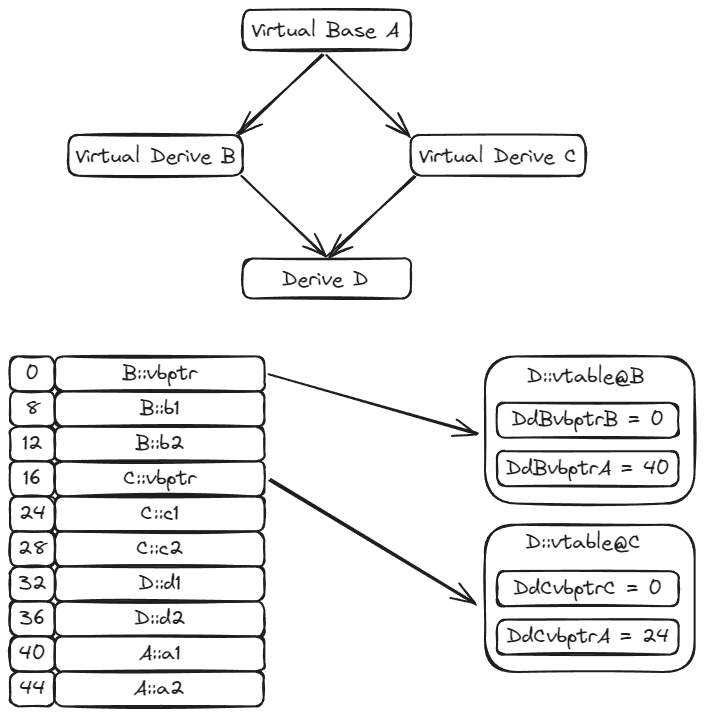 Virtual Base A
Virtual Derive B
Virtual Derive C
Derive D
0 B::vbptr
8 B::b1
12 B::b2
16 C::vbptr
24 C::c1
28 C::c2
32 D::d1
36 D::d2
40 A::a1
44 A::a2
D::vtable@B
DdBvbptrB = 0
DdBvbptrA = 40
D::vtable@C
DdCvbptrC = 0
DdCvbptrA = 24